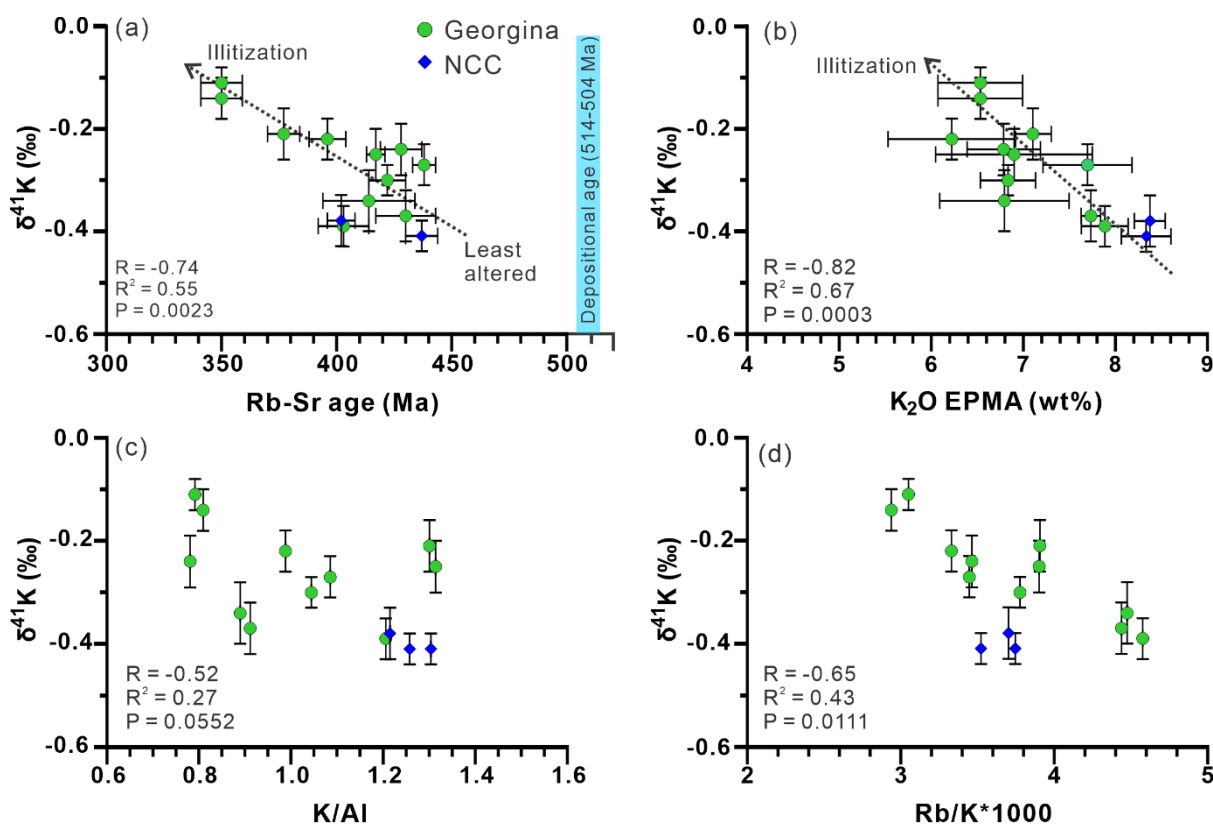 (a)
Georgina
NCC
Illitization
Least
altered
Depositional age (514-504 Ma)
R = -0.74
R² = 0.55
P = 0.0023
0.0
-0.2
-0.4
-0.6
δ⁴¹K (‰)
300 350 400 450 500
Rb-Sr age (Ma)
(b)
Illitization
R = -0.82
R² = 0.67
P = 0.0003
0.0
-0.2
-0.4
-0.6
δ⁴¹K (‰)
4 5 6 7 8 9
K₂O EPMA (wt%)
(c)
R = -0.52
R² = 0.27
P = 0.0552
0.0
-0.2
-0.4
-0.6
δ⁴¹K (‰)
0.6 0.8 1.0 1.2 1.4 1.6
K/Al
(d)
R = -0.65
R² = 0.43
P = 0.0111
0.0
-0.2
-0.4
-0.6
δ⁴¹K (‰)
2 3 4 5
Rb/K*1000